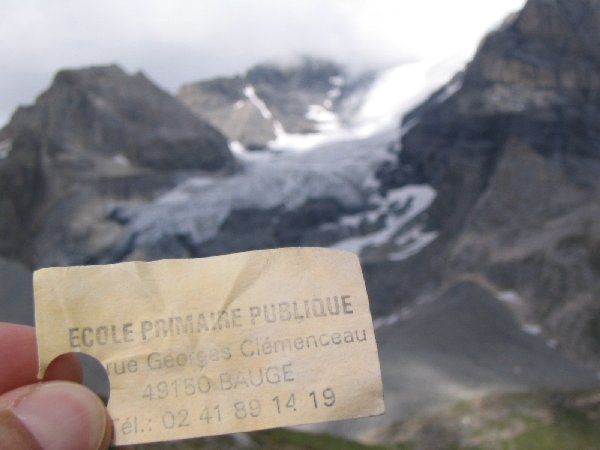 ECOLE PRIMAIRE PUBLIQUE
rue Georges Clémenceau
49150 BAUGE
Tél.: 02 41 89 14 19